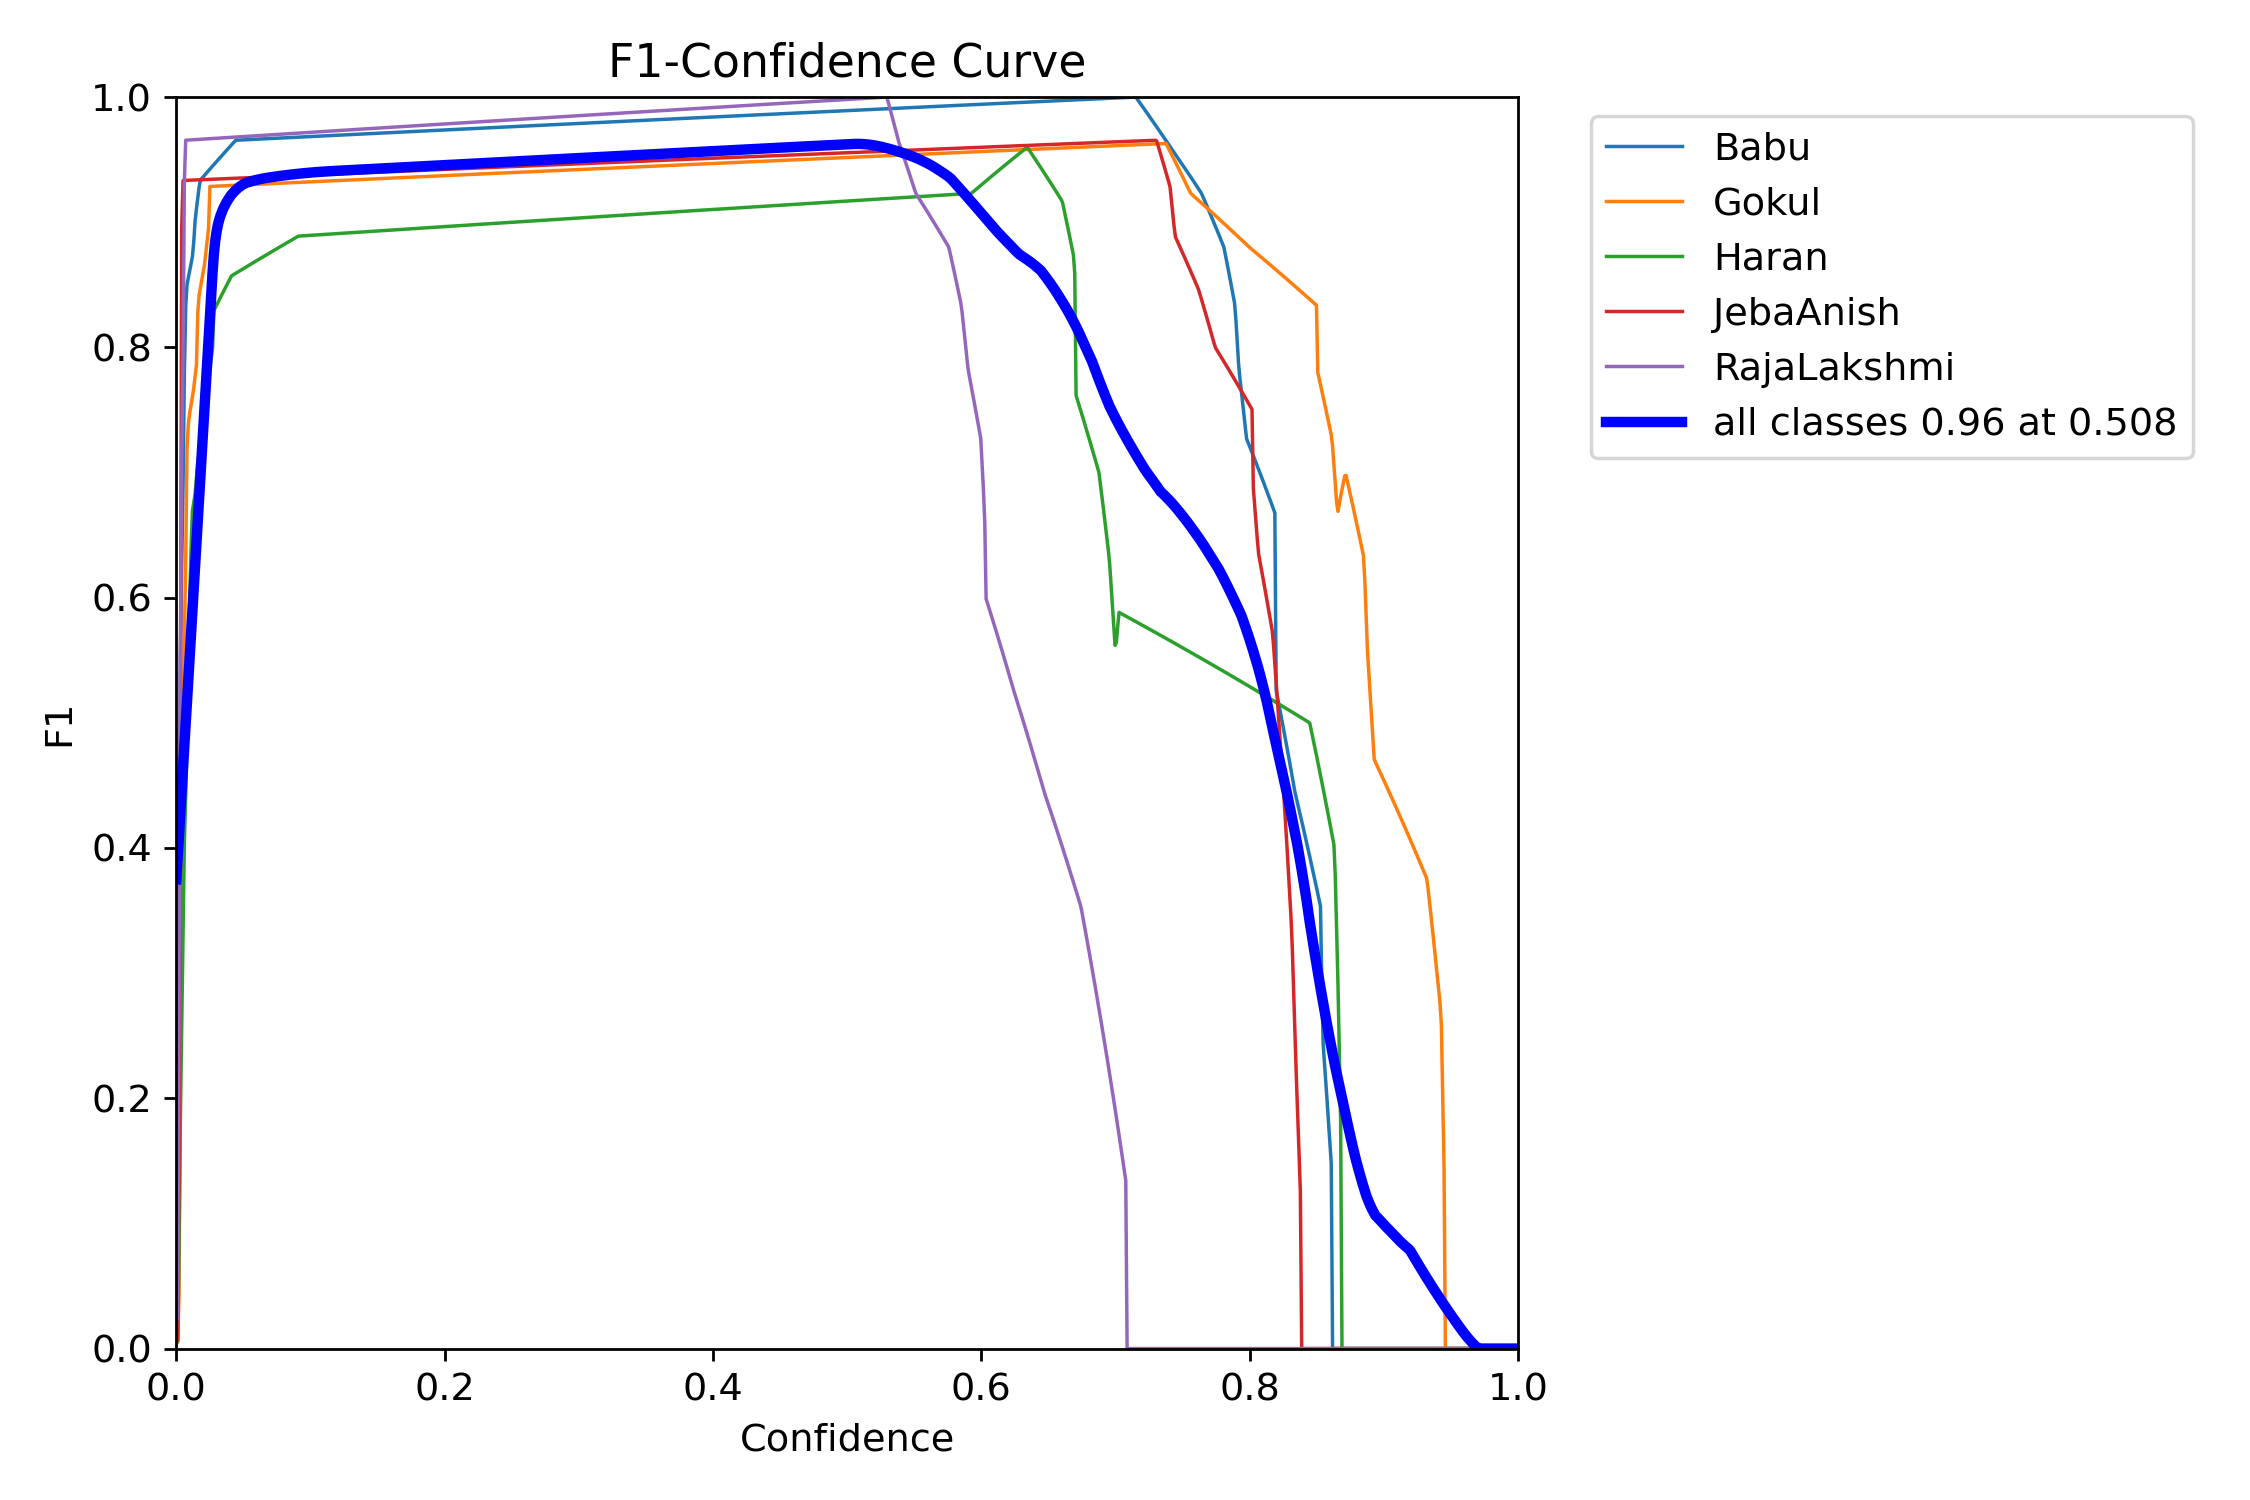 F1-Confidence Curve
1.0
0.8
0.6
0.4
0.2
0.0
F1
0.0 0.2 0.4 0.6 0.8 1.0
Confidence
Babu
Gokul
Haran
JebaAnish
RajaLakshmi
all classes 0.96 at 0.508